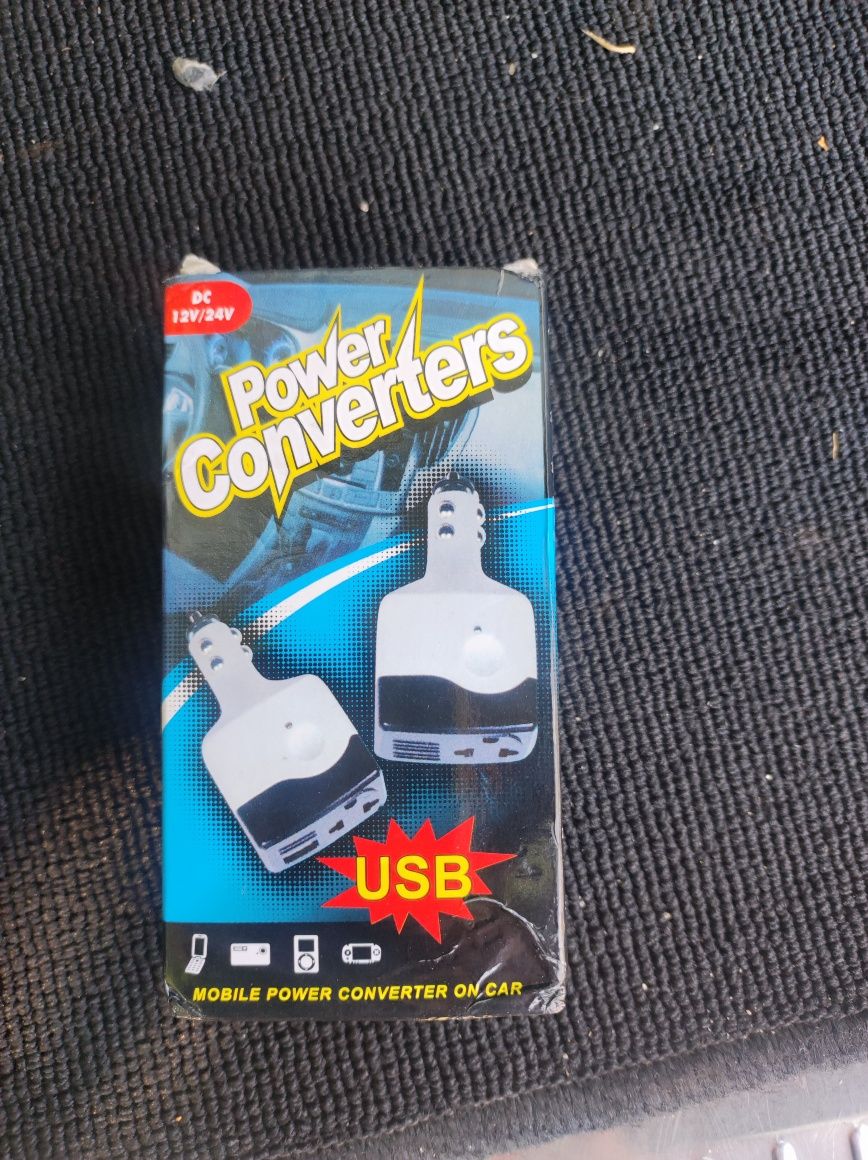 DC
12V/24V
Power
Converters
USB
MOBILE POWER CONVERTER ON CAR